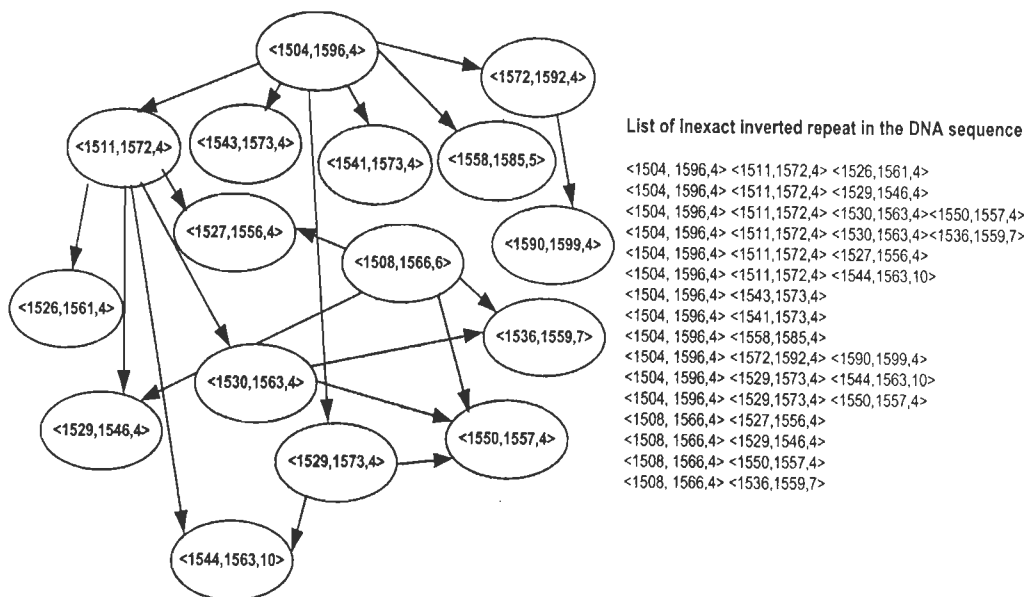 <1504,1596,4>
<1572,1592,4>
<1511,1572,4>
<1543,1573,4>
<1541,1573,4>
<1558,1585,5>
<1527,1556,4>
<1508,1566,6>
<1590,1599,4>
<1526,1561,4>
<1536,1559,7>
<1530,1563,4>
<1529,1546,4>
<1529,1573,4>
<1550,1557,4>
<1544,1563,10>
List of Inexact inverted repeat in the DNA sequence
<1504, 1596,4> <1511,1572,4> <1526,1561,4>
<1504, 1596,4> <1511,1572,4> <1529,1546,4>
<1504, 1596,4> <1511,1572,4> <1530,1563,4><1550,1557,4>
<1504, 1596,4> <1511,1572,4> <1530,1563,4><1536,1559,7>
<1504, 1596,4> <1511,1572,4> <1527,1556,4>
<1504, 1596,4> <1511,1572,4> <1544,1563,10>
<1504, 1596,4> <1543,1573,4>
<1504, 1596,4> <1541,1573,4>
<1504, 1596,4> <1558,1585,4>
<1504, 1596,4> <1572,1592,4> <1590,1599,4>
<1504, 1596,4> <1529,1573,4> <1544,1563,10>
<1504, 1596,4> <1529,1573,4> <1550,1557,4>
<1508, 1566,4> <1527,1556,4>
<1508, 1566,4> <1529,1546,4>
<1508, 1566,4> <1550,1557,4>
<1508, 1566,4> <1536,1559,7>